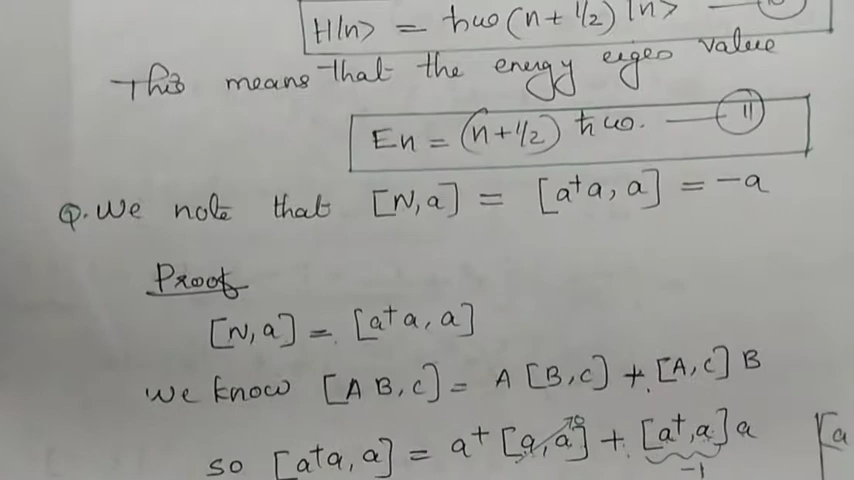 H|n> = ħω(n + 1/2) |n> — 10
This means that the energy eigen value
En = (n+1/2) ħω. — 11
Q. We note that [N,a] = [a†a, a] = -a
Proof
[N,a] = [a†a, a]
we know [AB,C] = A [B,C] + [A,C] B
so [a†a, a] = a† [a,a]→0 + [a†,a] a [a
-1